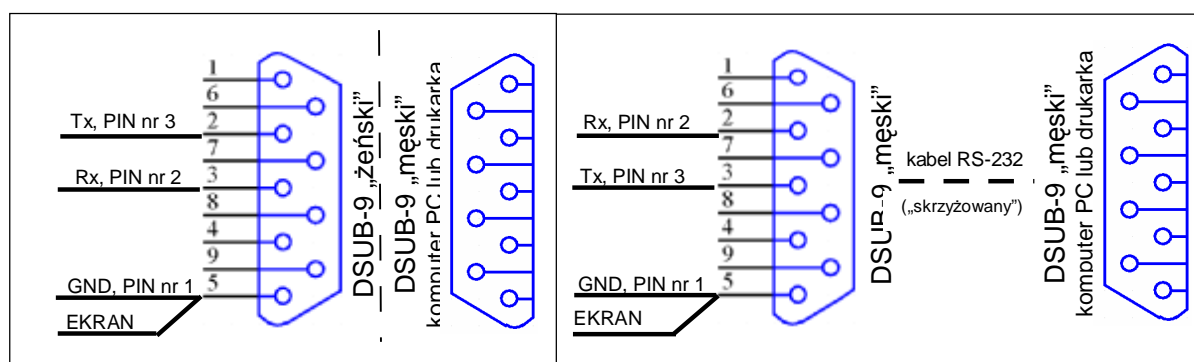 1
6
Tx, PIN nr 3
2
7
Rx, PIN nr 2
3
8
4
9
GND, PIN nr 1
5
EKRAN
DSUB-9 „żeński”
DSUB-9 „męski”
komputer PC lub drukarka
1
6
Rx, PIN nr 2
2
7
Tx, PIN nr 3
3
8
4
9
GND, PIN nr 1
5
EKRAN
DSUB-9 „męski”
kabel RS-232
(„skrzyżowany”)
DSUB-9 „męski”
komputer PC lub drukarka